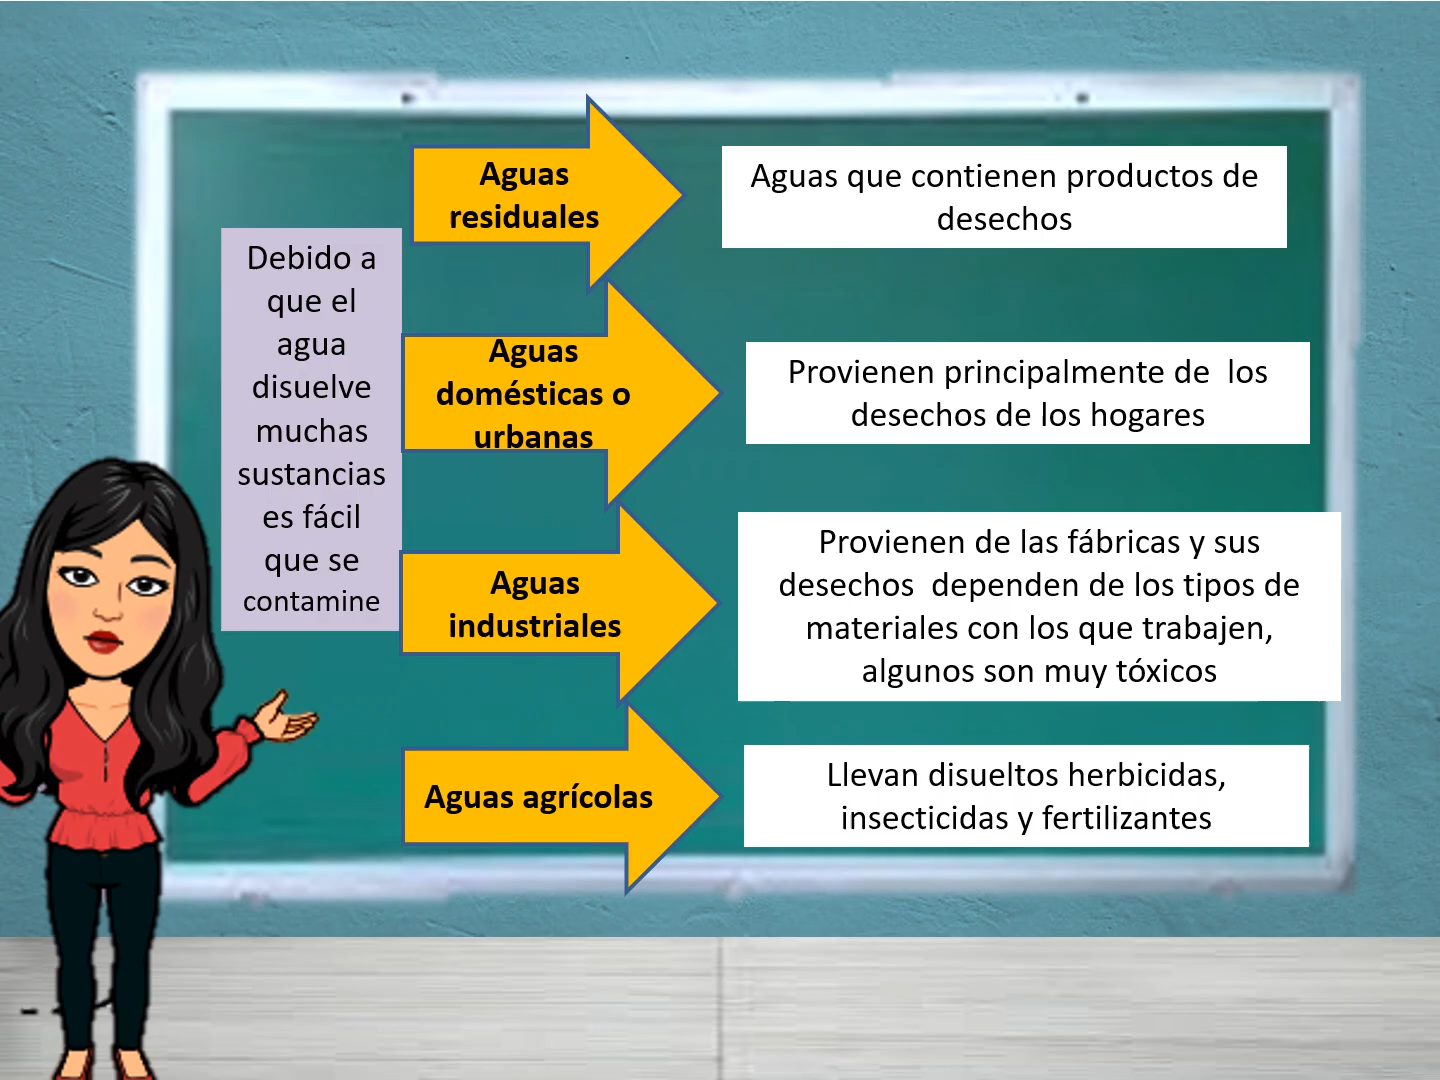 Debido a
que el
agua
disuelve
muchas
sustancias
es fácil
que se
contamine
Aguas
residuales
Aguas que contienen productos de
desechos
Aguas
domésticas o
urbanas
Provienen principalmente de  los
desechos de los hogares
Aguas
industriales
Provienen de las fábricas y sus
desechos  dependen de los tipos de
materiales con los que trabajen,
algunos son muy tóxicos
Aguas agrícolas
Llevan disueltos herbicidas,
insecticidas y fertilizantes